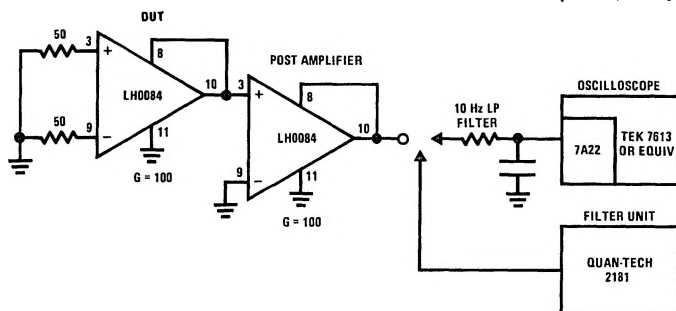 DUT
50
3
+
8
LH0084
10
50
9
−
11
G = 100
POST AMPLIFIER
3
+
8
LH0084
10
9
−
11
G = 100
10 Hz LP
FILTER
OSCILLOSCOPE
7A22
TEK 7613
OR EQUIV
FILTER UNIT
QUAN-TECH
2181